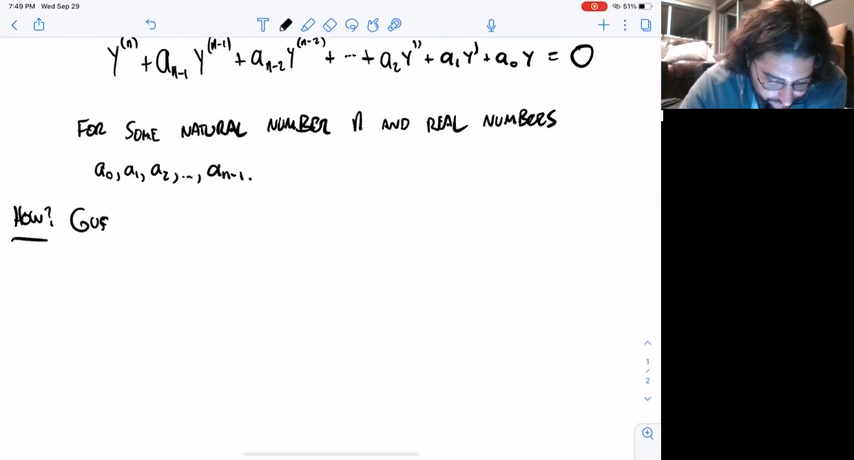 7:49 PM Wed Sep 29
51%
T
y^(n) + a_{n-1} y^(n-1) + a_{n-2} y^(n-2) + ... + a_2 y'' + a_1 y' + a_0 y = 0
FOR SOME NATURAL NUMBER n AND REAL NUMBERS
a_0, a_1, a_2, ..., a_{n-1}.
HOW? GUS
1
/
2